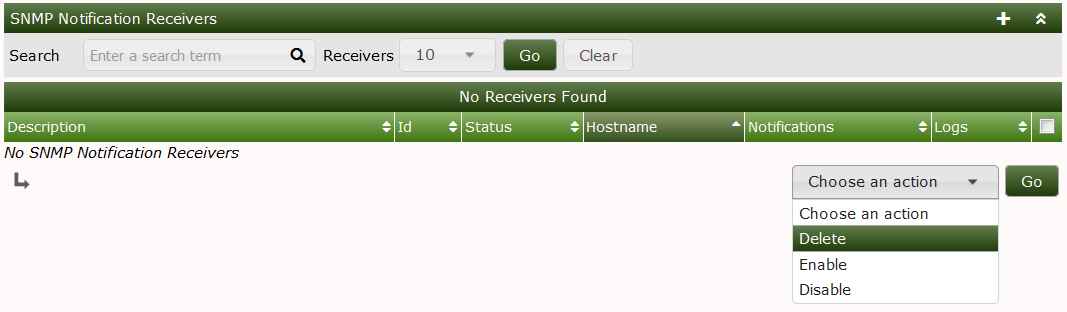 SNMP Notification Receivers
Search Enter a search term Receivers 10 Go Clear
No Receivers Found
Description Id Status Hostname Notifications Logs
No SNMP Notification Receivers
Choose an action Go
Choose an action
Delete
Enable
Disable